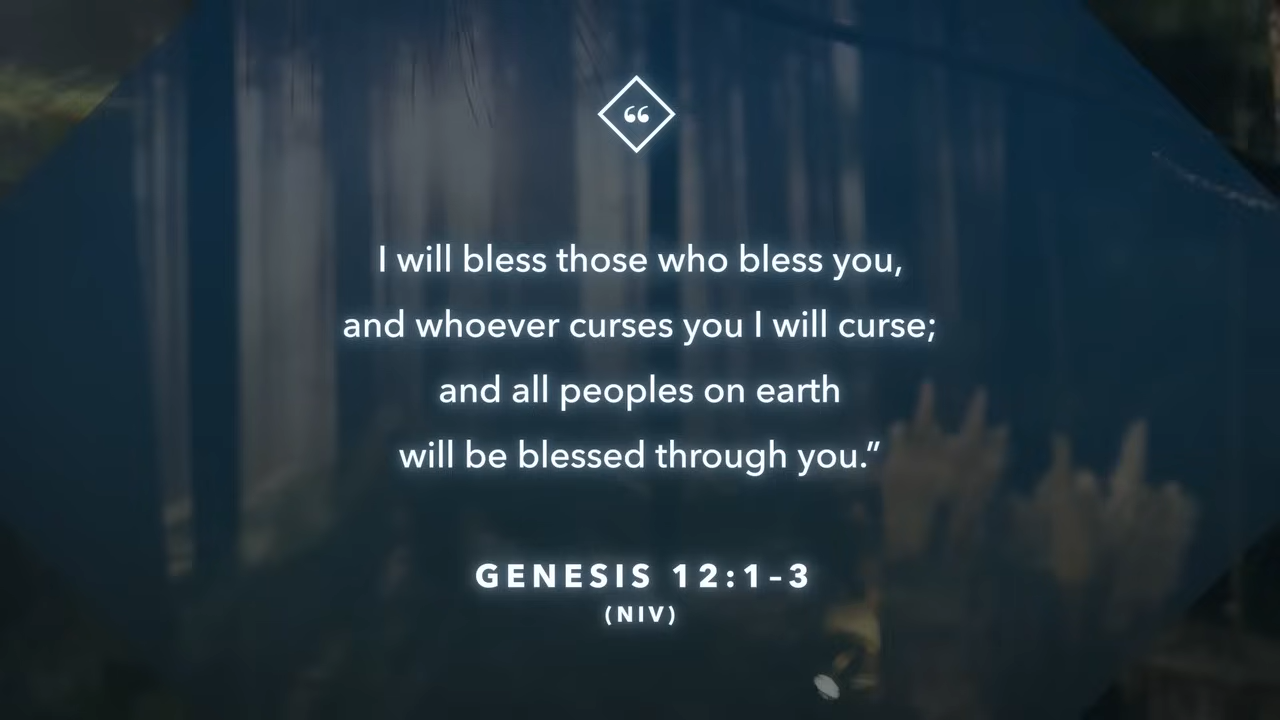 “
I will bless those who bless you,
and whoever curses you I will curse;
and all peoples on earth
will be blessed through you.”
GENESIS 12:1–3
(NIV)